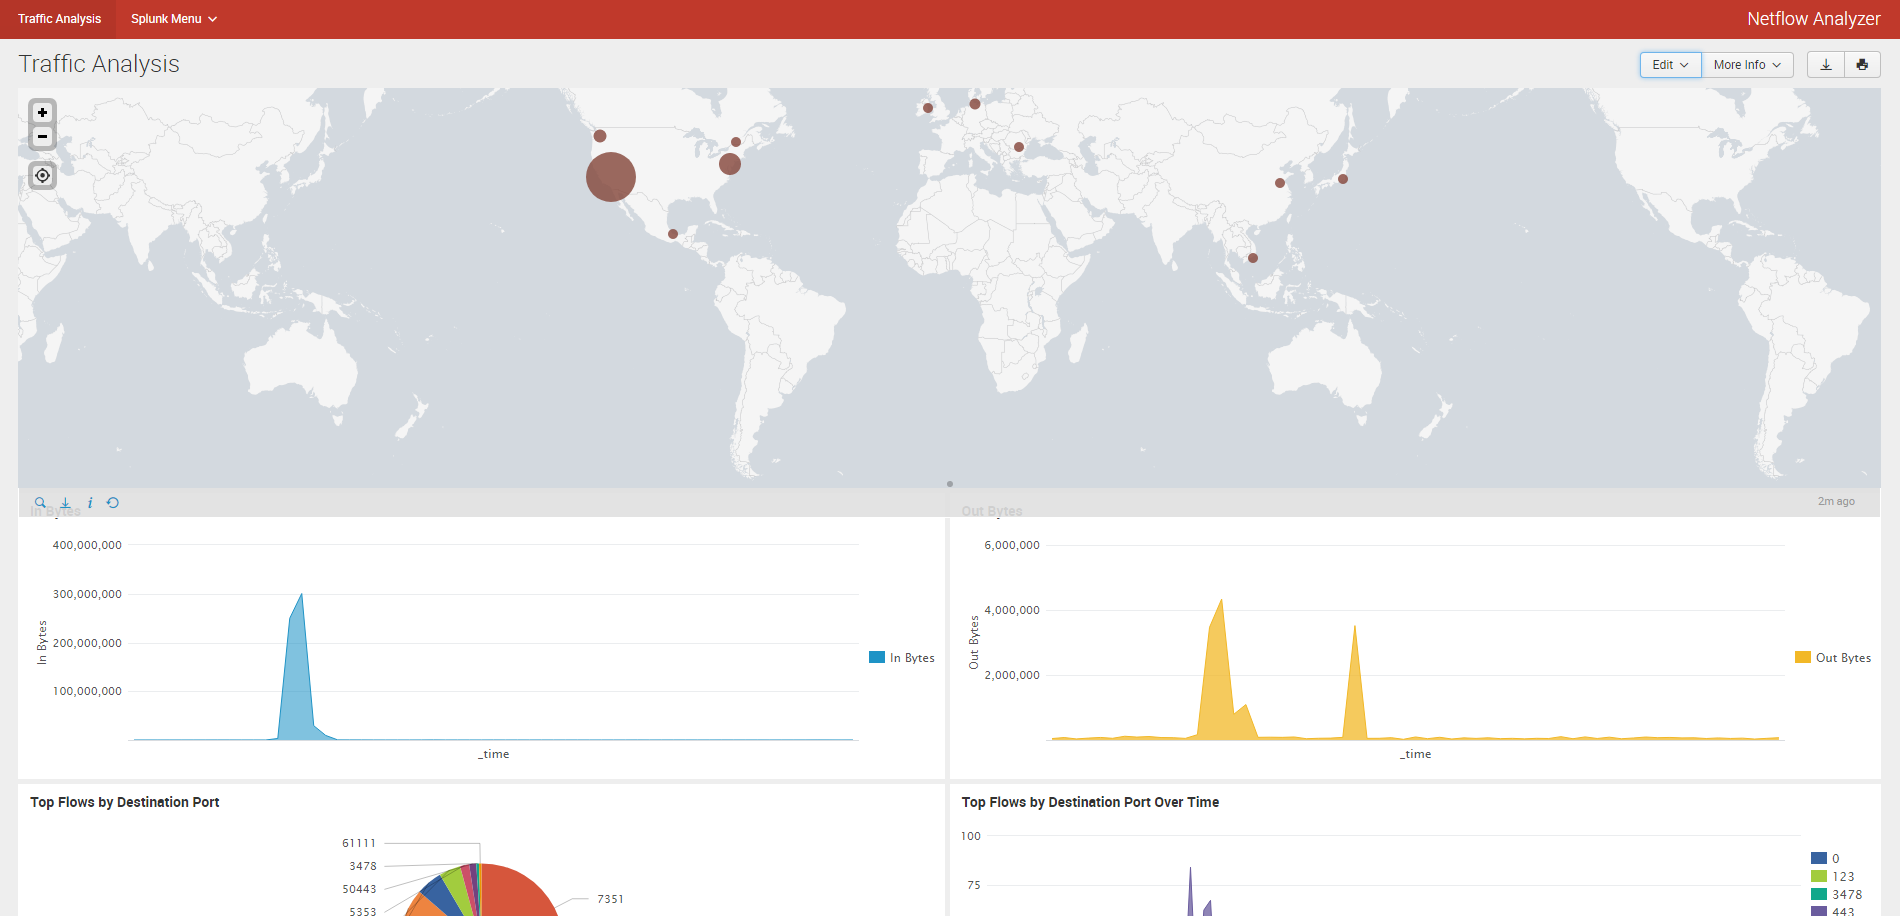 Traffic Analysis
Splunk Menu
Netflow Analyzer
Traffic Analysis
Edit
More Info
+
−
i
2m ago
In Bytes
400,000,000
300,000,000
200,000,000
100,000,000
In Bytes
_time
In Bytes
Out Bytes
6,000,000
4,000,000
2,000,000
Out Bytes
_time
Out Bytes
Top Flows by Destination Port
61111
3478
50443
5353
7351
Top Flows by Destination Port Over Time
100
75
0
123
3478
443